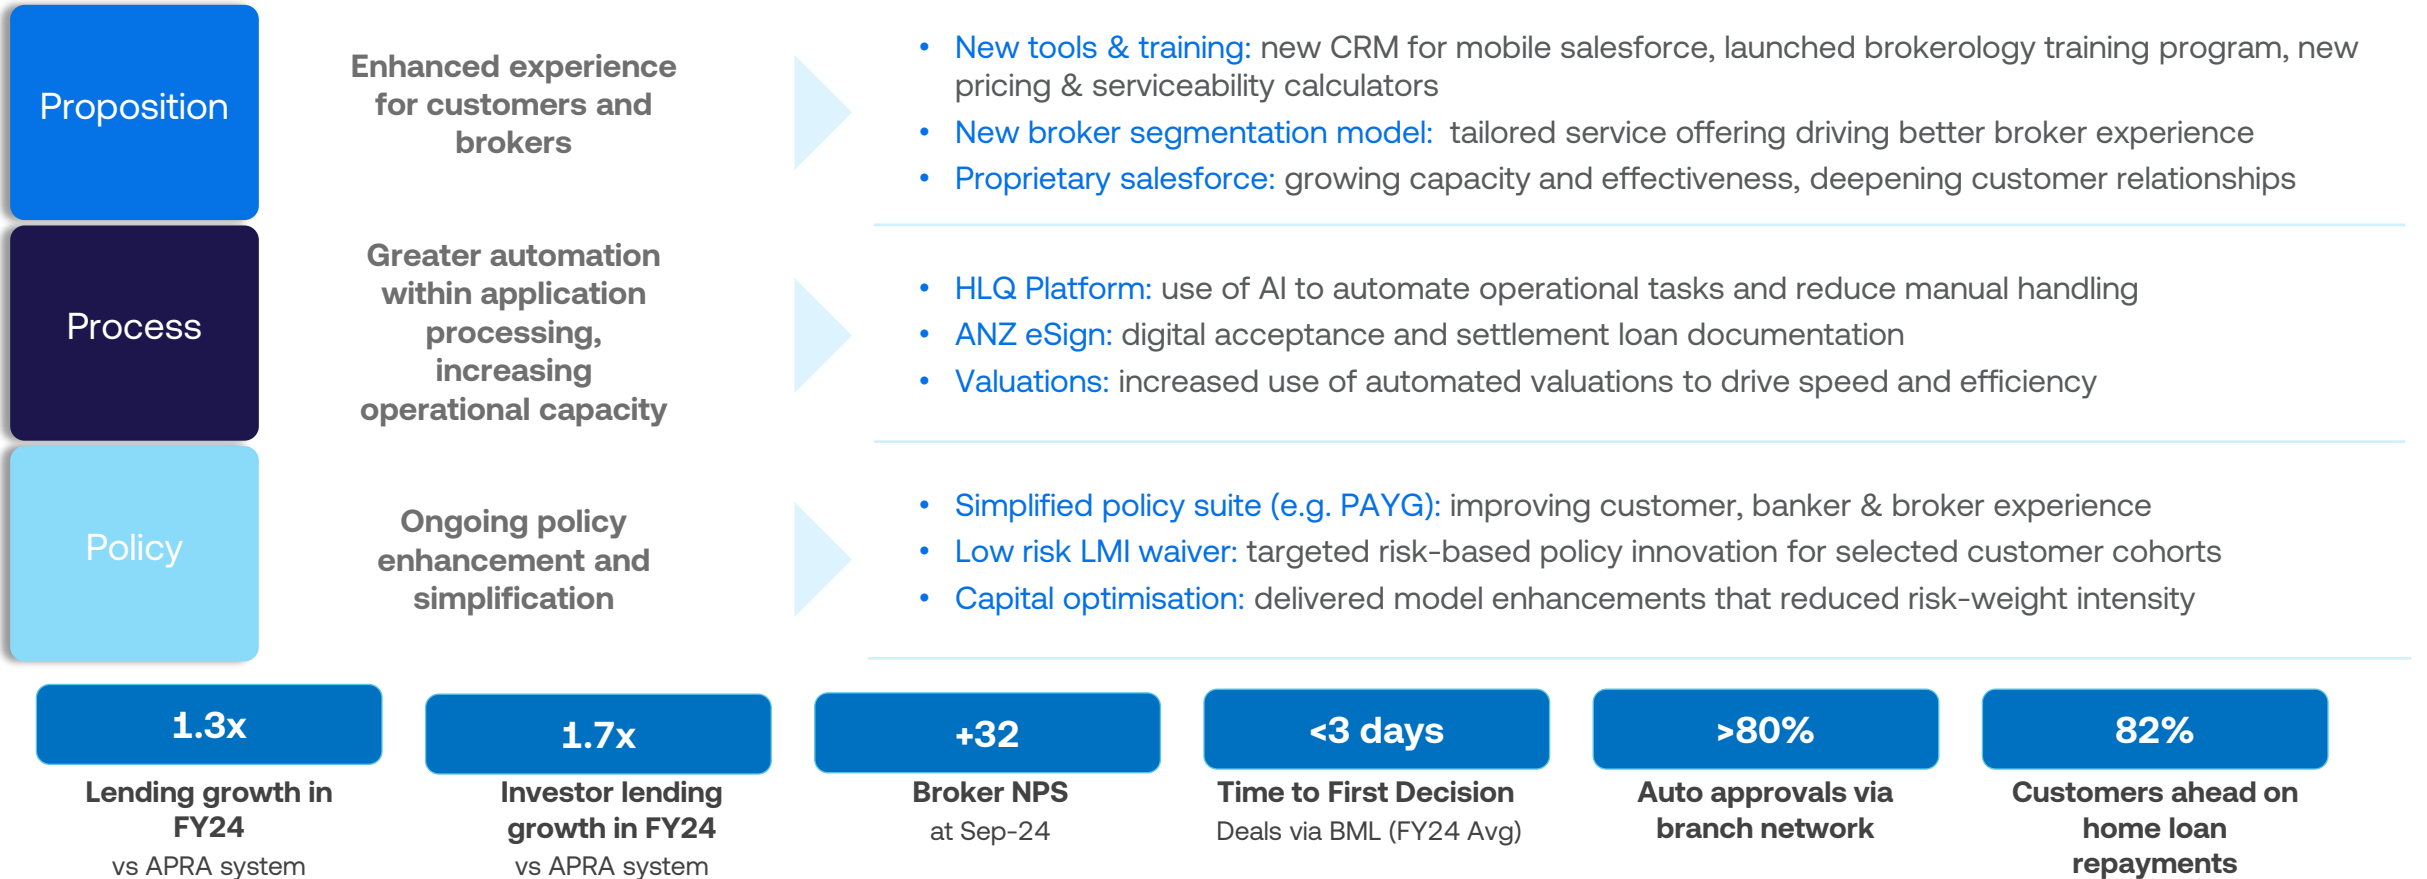 Proposition
Enhanced experience
for customers and
brokers
• New tools & training: new CRM for mobile salesforce, launched brokerology training program, new
pricing & serviceability calculators
• New broker segmentation model: tailored service offering driving better broker experience
• Proprietary salesforce: growing capacity and effectiveness, deepening customer relationships
Process
Greater automation
within application
processing,
increasing
operational capacity
• HLQ Platform: use of AI to automate operational tasks and reduce manual handling
• ANZ eSign: digital acceptance and settlement loan documentation
• Valuations: increased use of automated valuations to drive speed and efficiency
Policy
Ongoing policy
enhancement and
simplification
• Simplified policy suite (e.g. PAYG): improving customer, banker & broker experience
• Low risk LMI waiver: targeted risk-based policy innovation for selected customer cohorts
• Capital optimisation: delivered model enhancements that reduced risk-weight intensity
1.3x
Lending growth in
FY24
vs APRA system
1.7x
Investor lending
growth in FY24
vs APRA system
+32
Broker NPS
at Sep-24
<3 days
Time to First Decision
Deals via BML (FY24 Avg)
>80%
Auto approvals via
branch network
82%
Customers ahead on
home loan
repayments